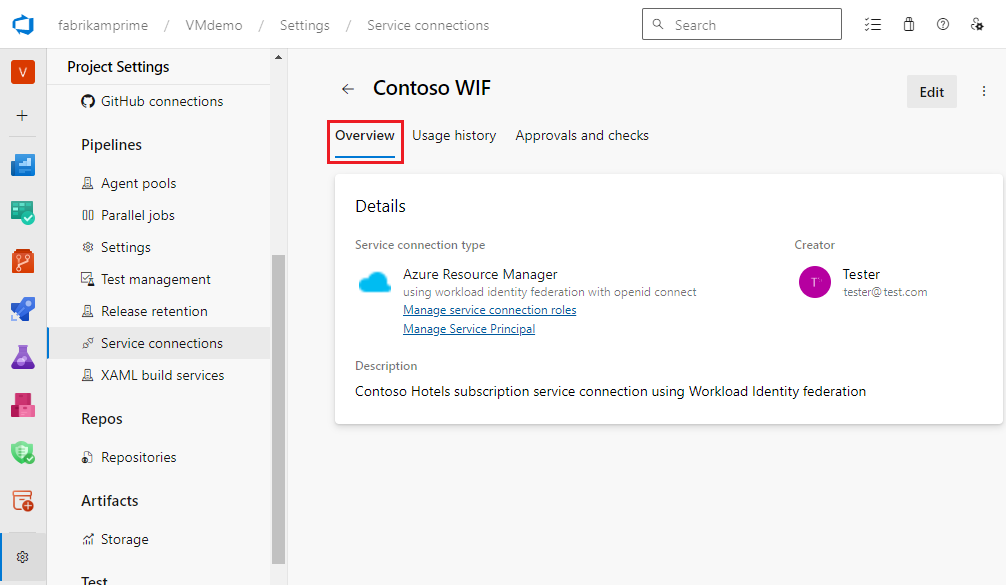 fabrikamprime / VMdemo / Settings / Service connections
Search
V
Project Settings
GitHub connections
Pipelines
Agent pools
Parallel jobs
Settings
Test management
Release retention
Service connections
XAML build services
Repos
Repositories
Artifacts
Storage
Test
Contoso WIF
Edit
Overview Usage history Approvals and checks
Details
Service connection type
Azure Resource Manager
using workload identity federation with openid connect
Manage service connection roles
Manage Service Principal
Creator
T
Tester
tester@test.com
Description
Contoso Hotels subscription service connection using Workload Identity federation